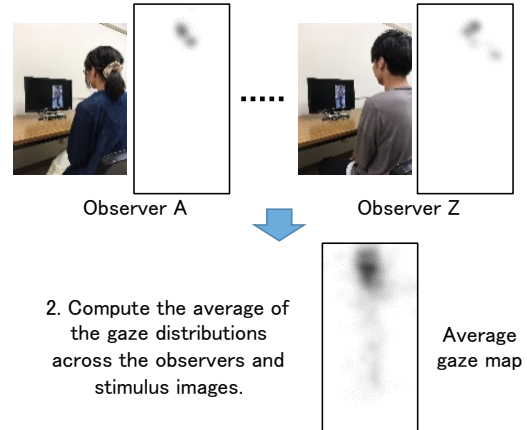 Observer A
Observer Z
2. Compute the average of
the gaze distributions
across the observers and
stimulus images.
Average
gaze map